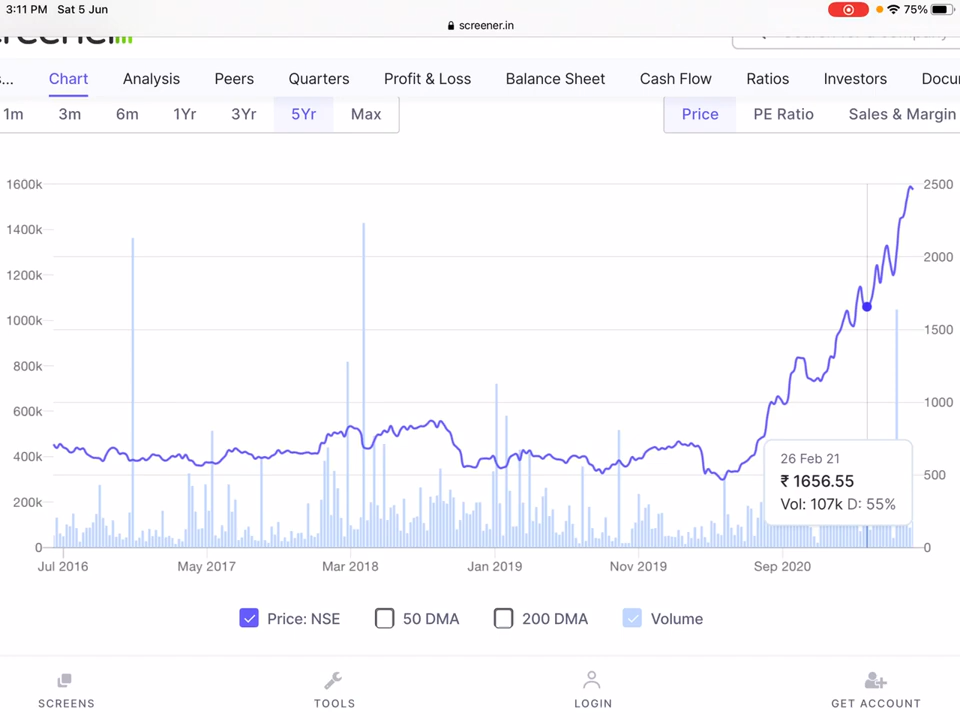 3:11 PM Sat 5 Jun
75%
screener.in
Chart Analysis Peers Quarters Profit & Loss Balance Sheet Cash Flow Ratios Investors
1m 3m 6m 1Yr 3Yr 5Yr Max
Price PE Ratio Sales & Margin
1600k 2500
1400k
1200k 2000
1000k 1500
800k
600k 1000
400k 500
200k
0 0
26 Feb 21
₹ 1656.55
Vol: 107k D: 55%
Jul 2016 May 2017 Mar 2018 Jan 2019 Nov 2019 Sep 2020
Price: NSE 50 DMA 200 DMA Volume
SCREENS TOOLS LOGIN GET ACCOUNT